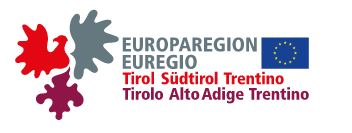 EUROPAREGION
EUREGIO
Tirol Südtirol Trentino
Tirolo Alto Adige Trentino